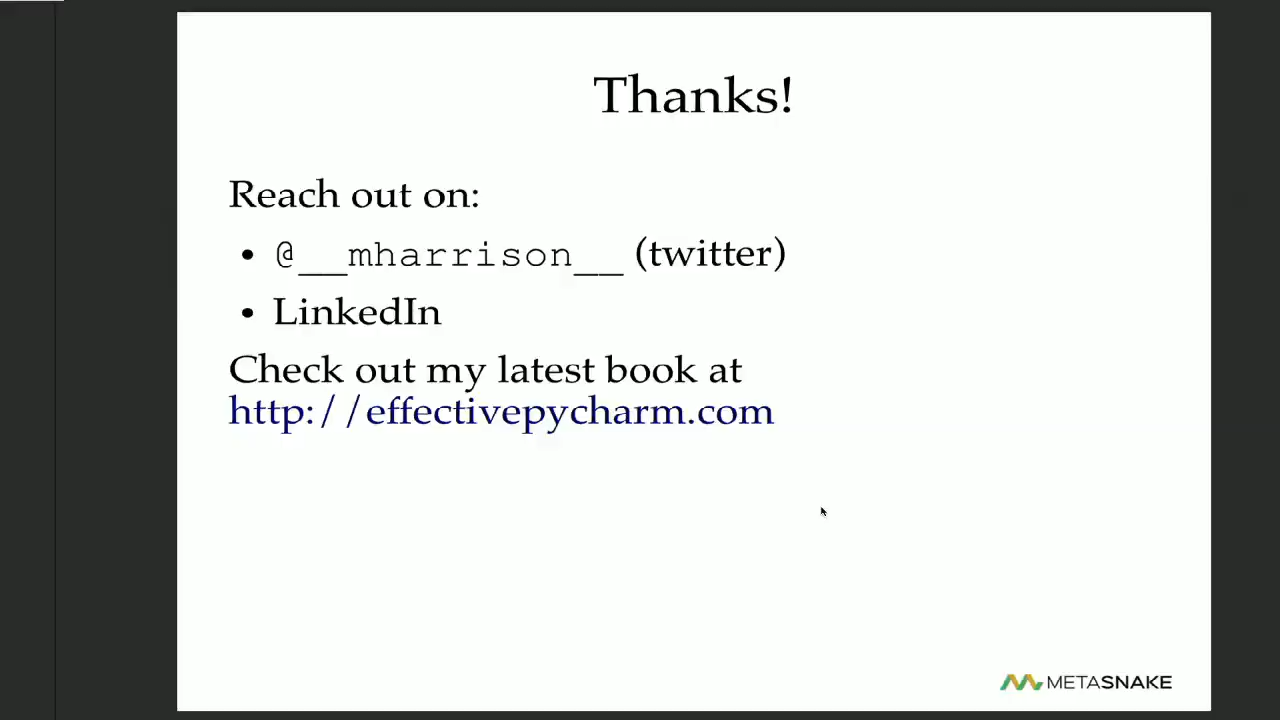 Thanks!
Reach out on:
• @__mharrison__ (twitter)
• LinkedIn
Check out my latest book at
http://effectivepycharm.com
METASNAKE